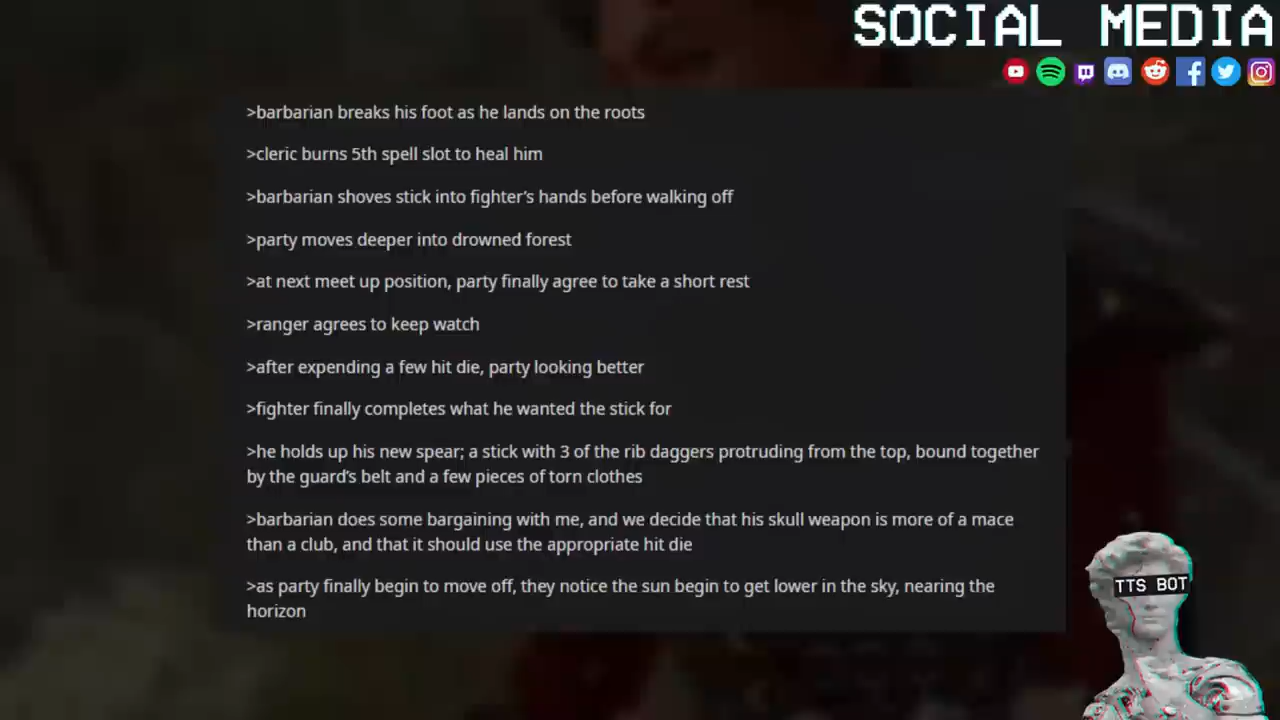 SOCIAL MEDIA
>barbarian breaks his foot as he lands on the roots
>cleric burns 5th spell slot to heal him
>barbarian shoves stick into fighter's hands before walking off
>party moves deeper into drowned forest
>at next meet up position, party finally agree to take a short rest
>ranger agrees to keep watch
>after expending a few hit die, party looking better
>fighter finally completes what he wanted the stick for
>he holds up his new spear; a stick with 3 of the rib daggers protruding from the top, bound together
by the guard's belt and a few pieces of torn clothes
>barbarian does some bargaining with me, and we decide that his skull weapon is more of a mace
than a club, and that it should use the appropriate hit die
>as party finally begin to move off, they notice the sun begin to get lower in the sky, nearing the
horizon
TTS BOT